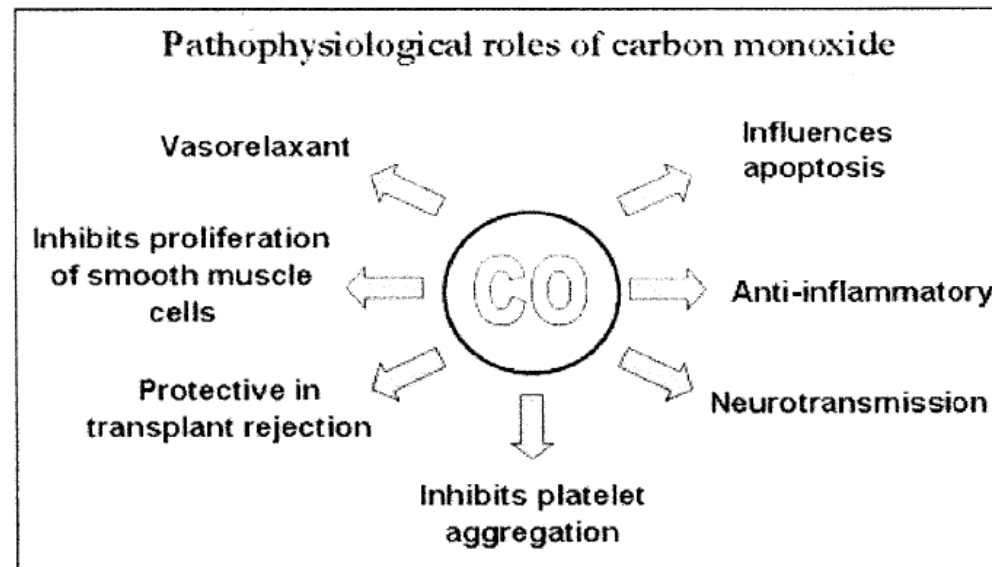 Pathophysiological roles of carbon monoxide
Vasorelaxant
Influences
apoptosis
Inhibits proliferation
of smooth muscle
cells
CO
Anti-inflammatory
Protective in
transplant rejection
Neurotransmission
Inhibits platelet
aggregation